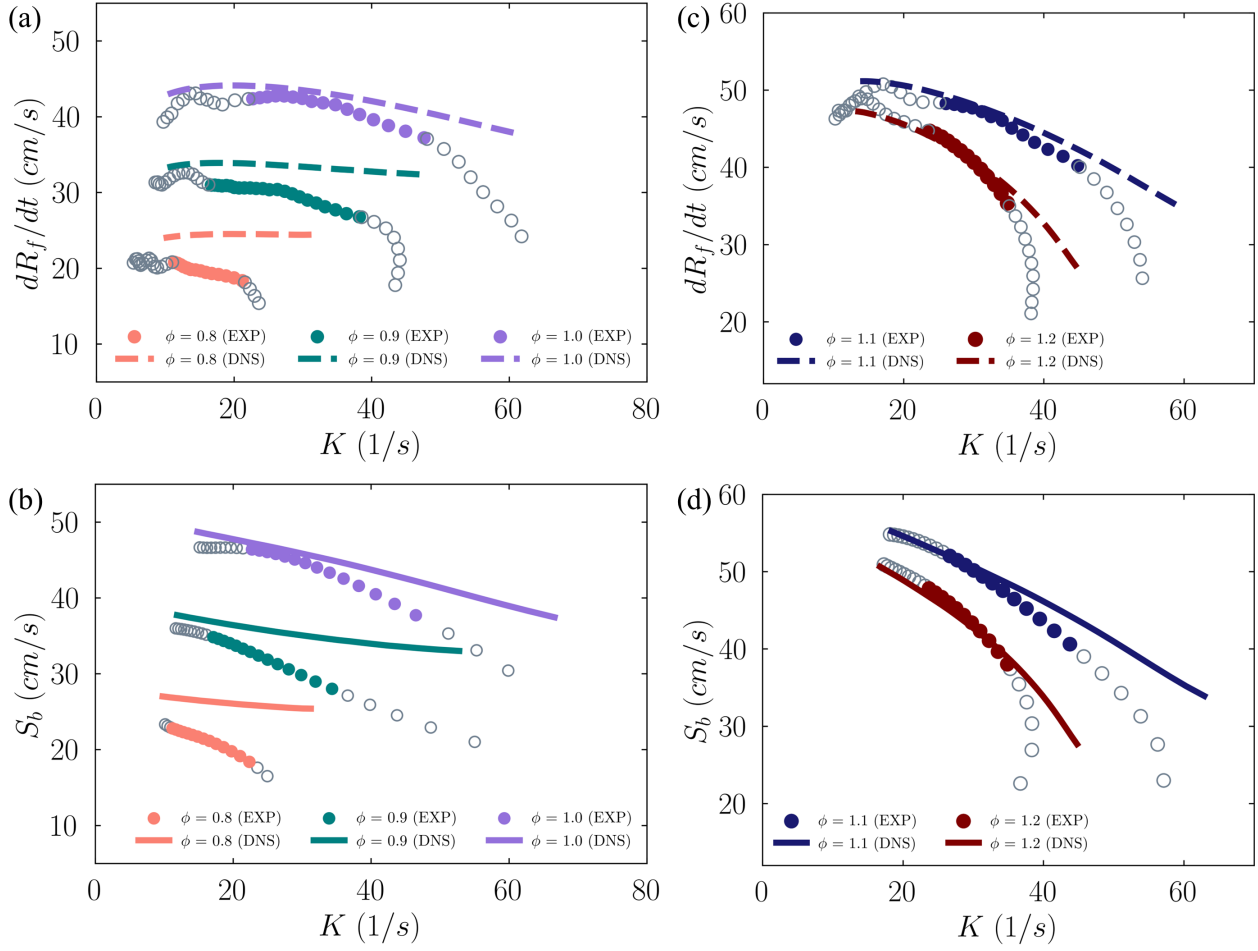 (a)
50
40
30
20
10
dR_f/dt (cm/s)
ϕ = 0.8 (EXP)
ϕ = 0.9 (EXP)
ϕ = 1.0 (EXP)
ϕ = 0.8 (DNS)
ϕ = 0.9 (DNS)
ϕ = 1.0 (DNS)
0 20 40 60 80
K (1/s)
(c)
60
50
40
30
20
dR_f/dt (cm/s)
ϕ = 1.1 (EXP)
ϕ = 1.2 (EXP)
ϕ = 1.1 (DNS)
ϕ = 1.2 (DNS)
0 20 40 60
K (1/s)
(b)
50
40
30
20
10
S_b (cm/s)
ϕ = 0.8 (EXP)
ϕ = 0.9 (EXP)
ϕ = 1.0 (EXP)
ϕ = 0.8 (DNS)
ϕ = 0.9 (DNS)
ϕ = 1.0 (DNS)
0 20 40 60 80
K (1/s)
(d)
60
50
40
30
20
S_b (cm/s)
ϕ = 1.1 (EXP)
ϕ = 1.2 (EXP)
ϕ = 1.1 (DNS)
ϕ = 1.2 (DNS)
0 20 40 60
K (1/s)